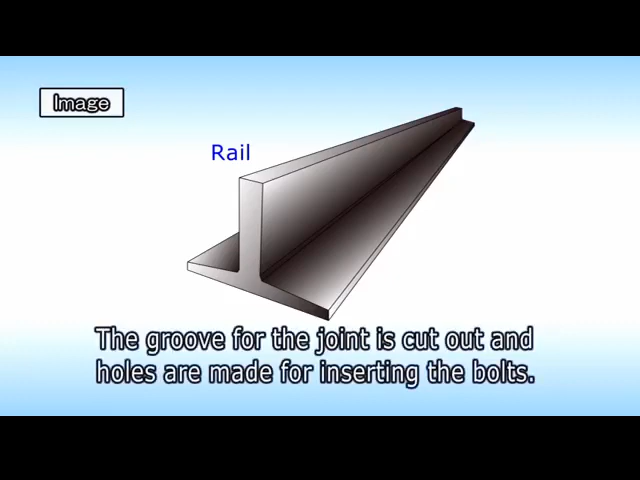 Image
Rail
The groove for the joint is cut out and
holes are made for inserting the bolts.